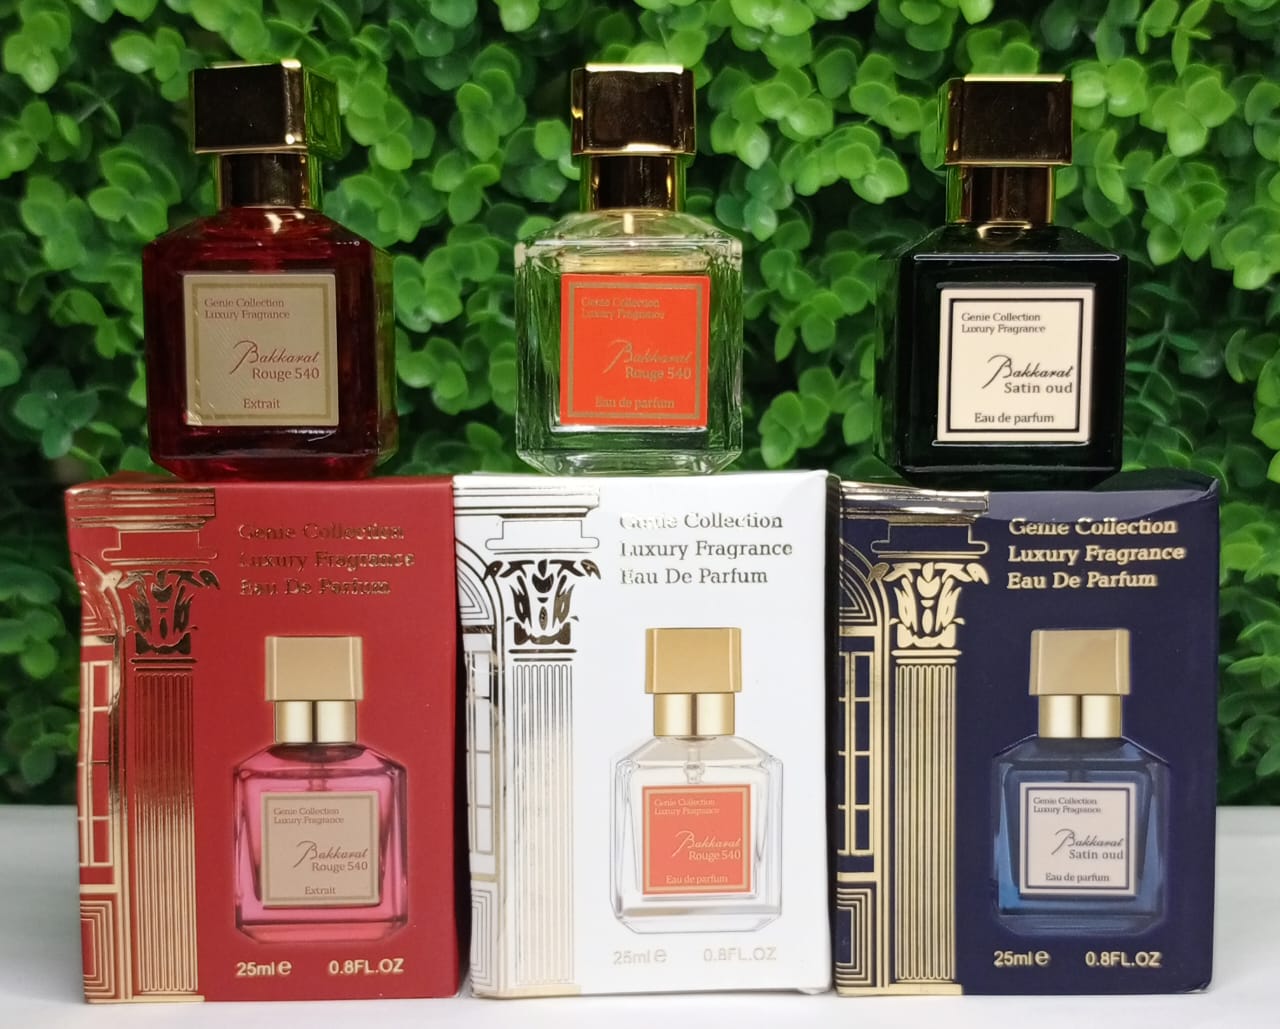 Genie Collection
Luxury Fragrance
Bakkarat
Rouge 540
Extrait
Genie Collection
Luxury Fragrance
Bakkarat
Rouge 540
Eau de parfum
Genie Collection
Luxury Fragrance
Bakkarat
Satin oud
Eau de parfum
Genie Collection
Luxury Fragrance
Eau De Parfum
Genie Collection
Luxury Fragrance
Bakkarat
Rouge 540
Extrait
25ml℮ 0.8FL.OZ
Genie Collection
Luxury Fragrance
Eau De Parfum
Genie Collection
Luxury Fragrance
Bakkarat
Rouge 540
Eau de parfum
25ml℮ 0.8FL.OZ
Genie Collection
Luxury Fragrance
Eau De Parfum
Genie Collection
Luxury Fragrance
Bakkarat
Satin oud
Eau de parfum
25ml℮ 0.8FL.OZ